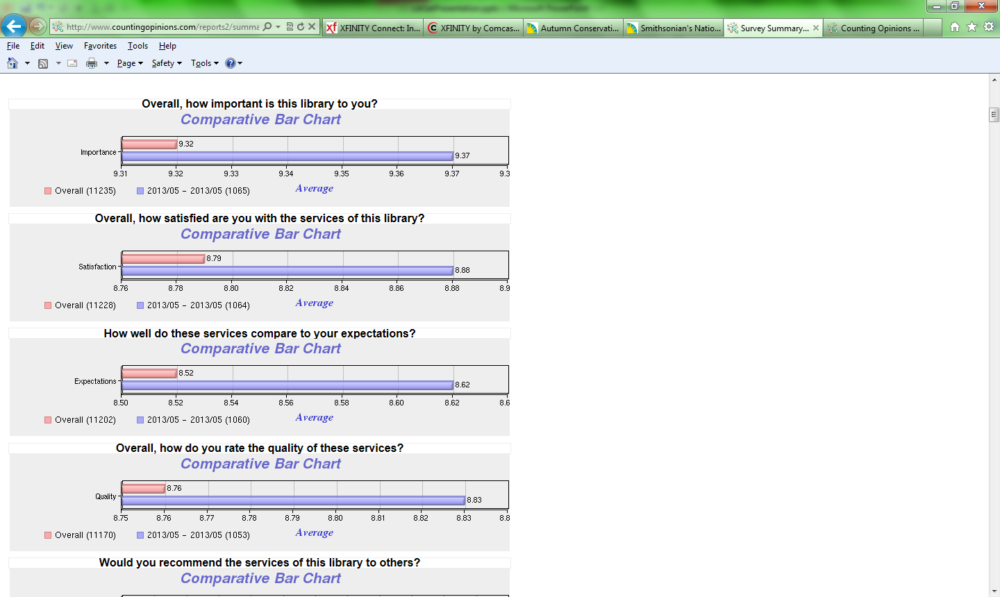 http://www.countingopinions.com/reports2/summa
XFINITY Connect: In...
XFINITY by Comcas...
Autumn Conservati...
Smithsonian's Natio...
Survey Summary...
Counting Opinions ...
File Edit View Favorites Tools Help
Page Safety Tools
Overall, how important is this library to you?
Comparative Bar Chart
9.32
Importance
9.37
9.31 9.32 9.33 9.34 9.35 9.36 9.37 9.3
Overall (11235) 2013/05 - 2013/05 (1065) Average
Overall, how satisfied are you with the services of this library?
Comparative Bar Chart
8.79
Satisfaction
8.88
8.76 8.78 8.80 8.82 8.84 8.86 8.88 8.9
Overall (11228) 2013/05 - 2013/05 (1064) Average
How well do these services compare to your expectations?
Comparative Bar Chart
8.52
Expectations
8.62
8.50 8.52 8.54 8.56 8.58 8.60 8.62 8.6
Overall (11202) 2013/05 - 2013/05 (1060) Average
Overall, how do you rate the quality of these services?
Comparative Bar Chart
8.76
Quality
8.83
8.75 8.76 8.77 8.78 8.79 8.80 8.81 8.82 8.83 8.8
Overall (11170) 2013/05 - 2013/05 (1053) Average
Would you recommend the services of this library to others?
Comparative Bar Chart